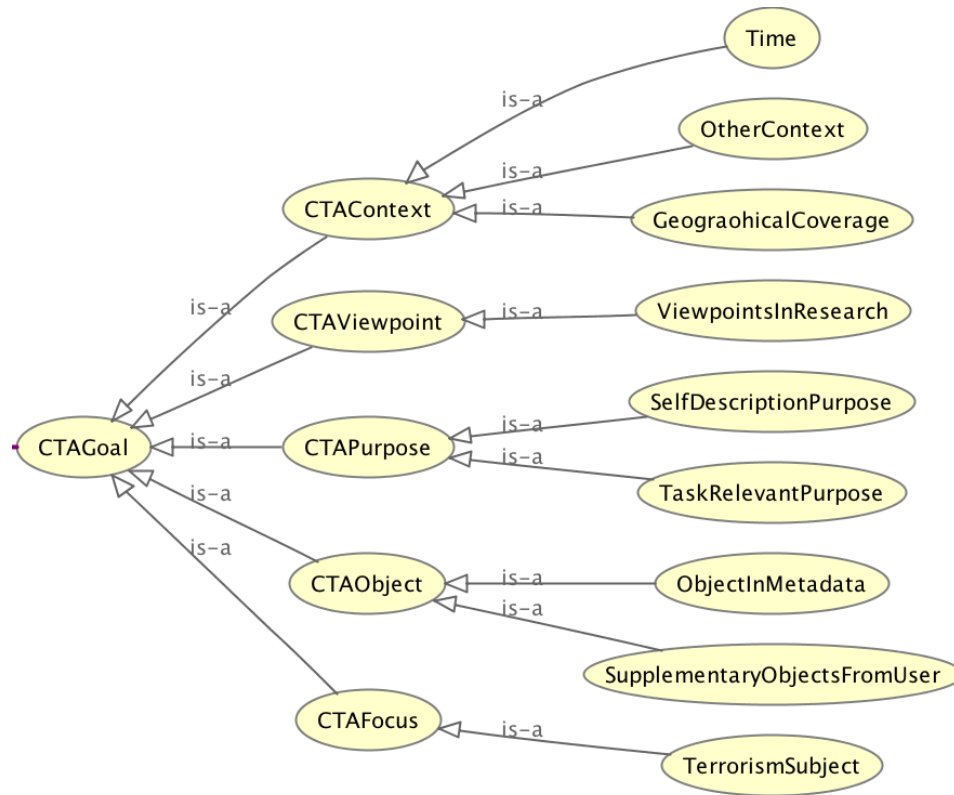 Time
is-a
OtherContext
is-a
CTAContext
is-a
GeograohicalCoverage
is-a
CTAViewpoint
is-a
ViewpointsInResearch
is-a
SelfDescriptionPurpose
is-a
CTAGoal
is-a
CTAPurpose
is-a
TaskRelevantPurpose
is-a
is-a
CTAObject
is-a
ObjectInMetadata
is-a
SupplementaryObjectsFromUser
CTAFocus
is-a
TerrorismSubject